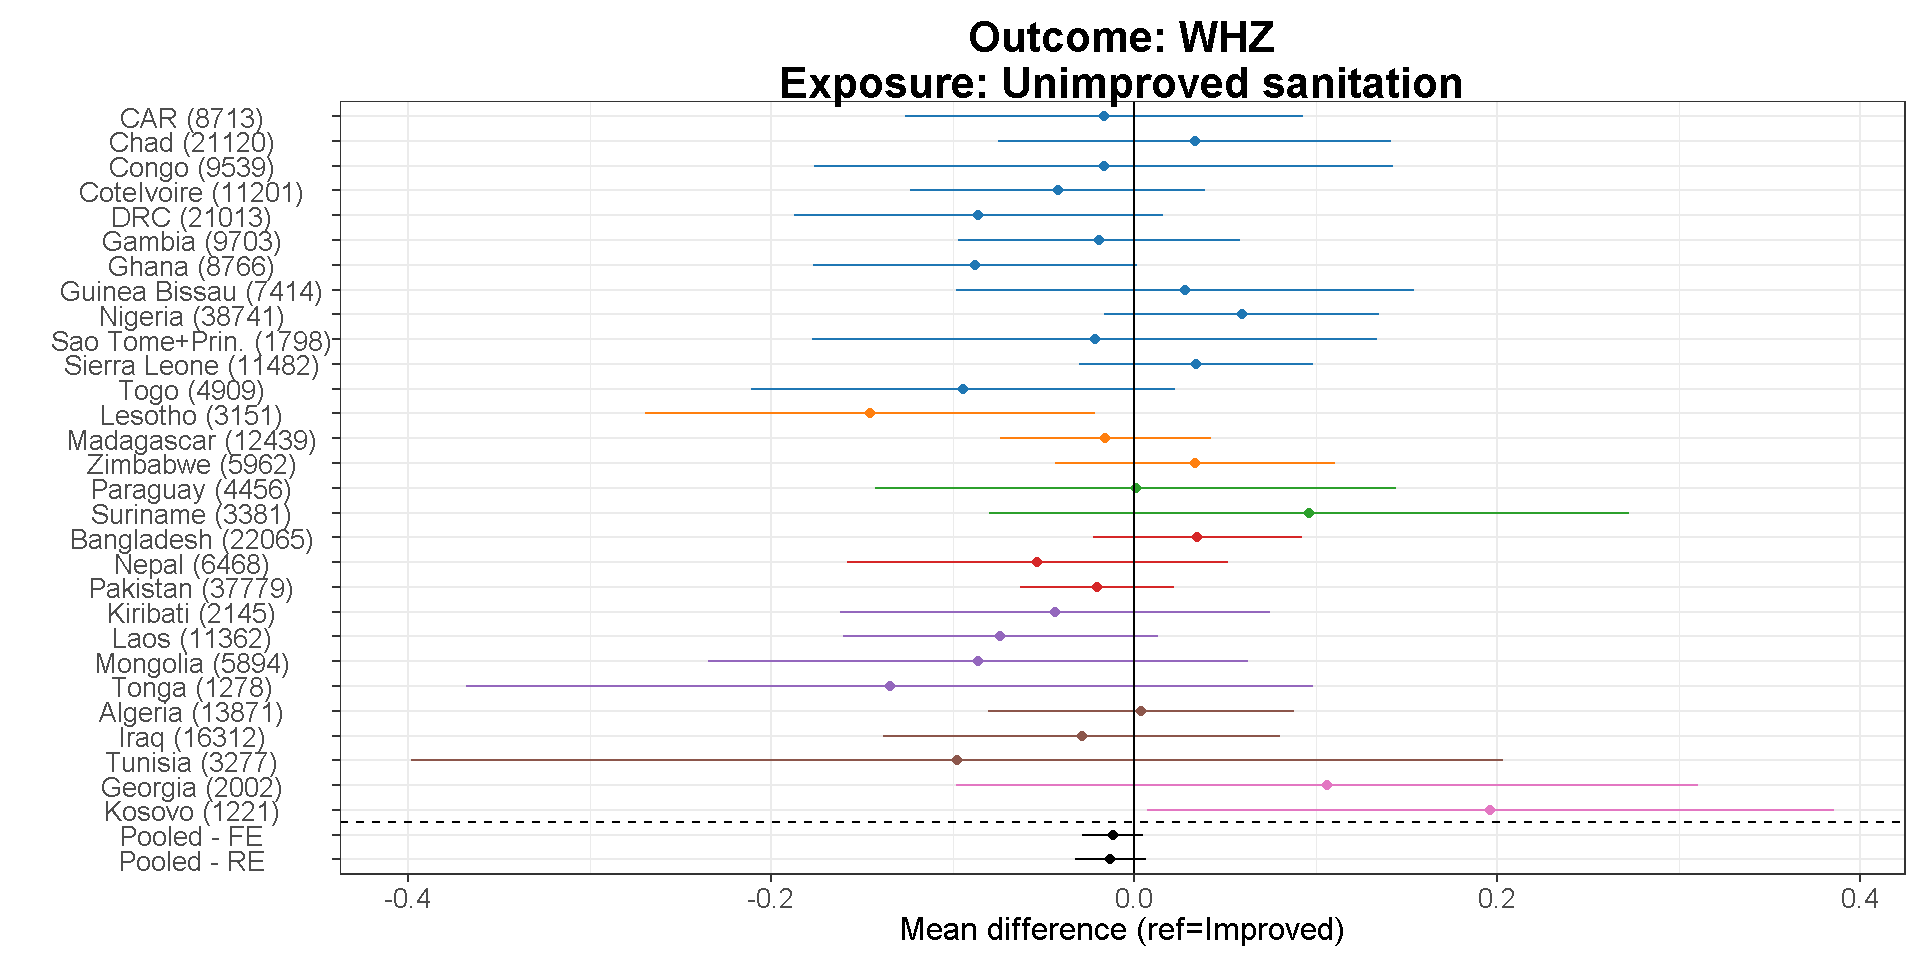 Outcome: WHZ
Exposure: Unimproved sanitation
CAR (8713)
Chad (21120)
Congo (9539)
CoteIvoire (11201)
DRC (21013)
Gambia (9703)
Ghana (8766)
Guinea Bissau (7414)
Nigeria (38741)
Sao Tome+Prin. (1798)
Sierra Leone (11482)
Togo (4909)
Lesotho (3151)
Madagascar (12439)
Zimbabwe (5962)
Paraguay (4456)
Suriname (3381)
Bangladesh (22065)
Nepal (6468)
Pakistan (37779)
Kiribati (2145)
Laos (11362)
Mongolia (5894)
Tonga (1278)
Algeria (13871)
Iraq (16312)
Tunisia (3277)
Georgia (2002)
Kosovo (1221)
Pooled - FE
Pooled - RE
-0.4 -0.2 0.0 0.2 0.4
Mean difference (ref=Improved)